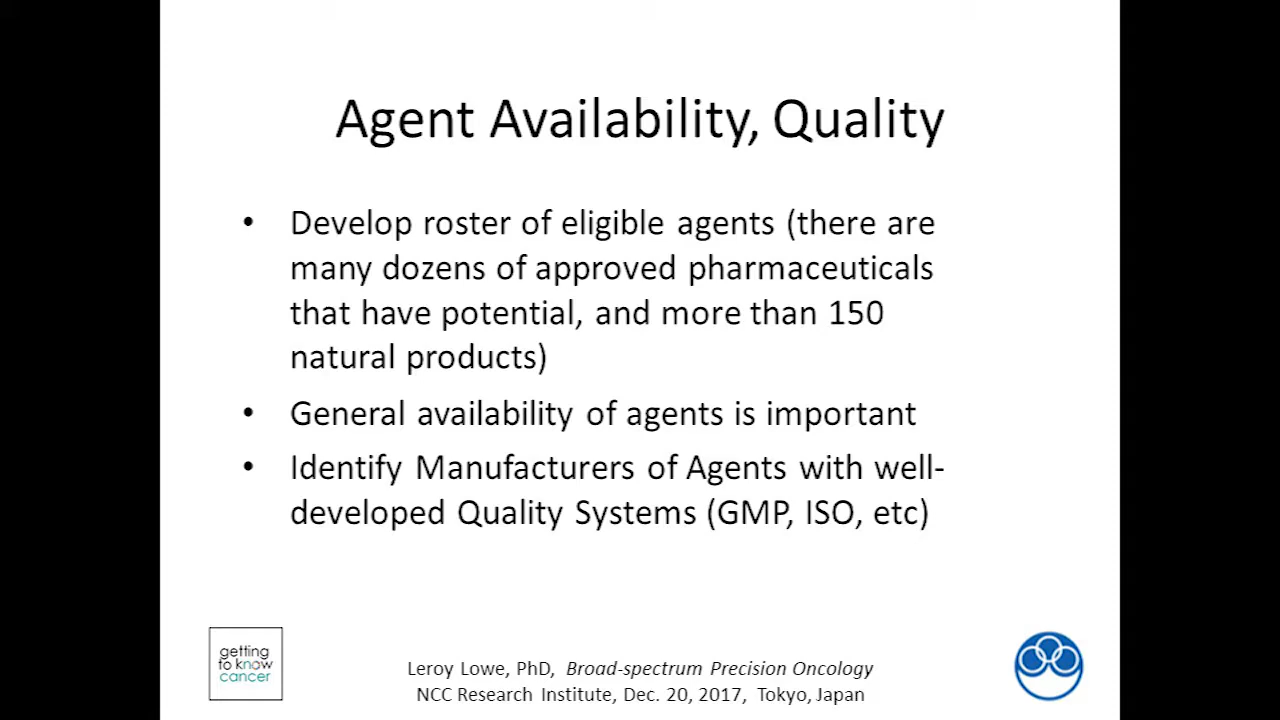 Agent Availability, Quality
• Develop roster of eligible agents (there are
many dozens of approved pharmaceuticals
that have potential, and more than 150
natural products)
• General availability of agents is important
• Identify Manufacturers of Agents with well-
developed Quality Systems (GMP, ISO, etc)
getting
to know
cancer
Leroy Lowe, PhD, Broad-spectrum Precision Oncology
NCC Research Institute, Dec. 20, 2017, Tokyo, Japan